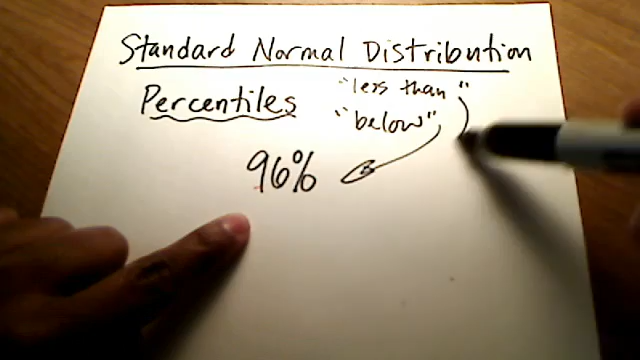 Standard Normal Distribution
Percentiles
"less than"
"below"
96%